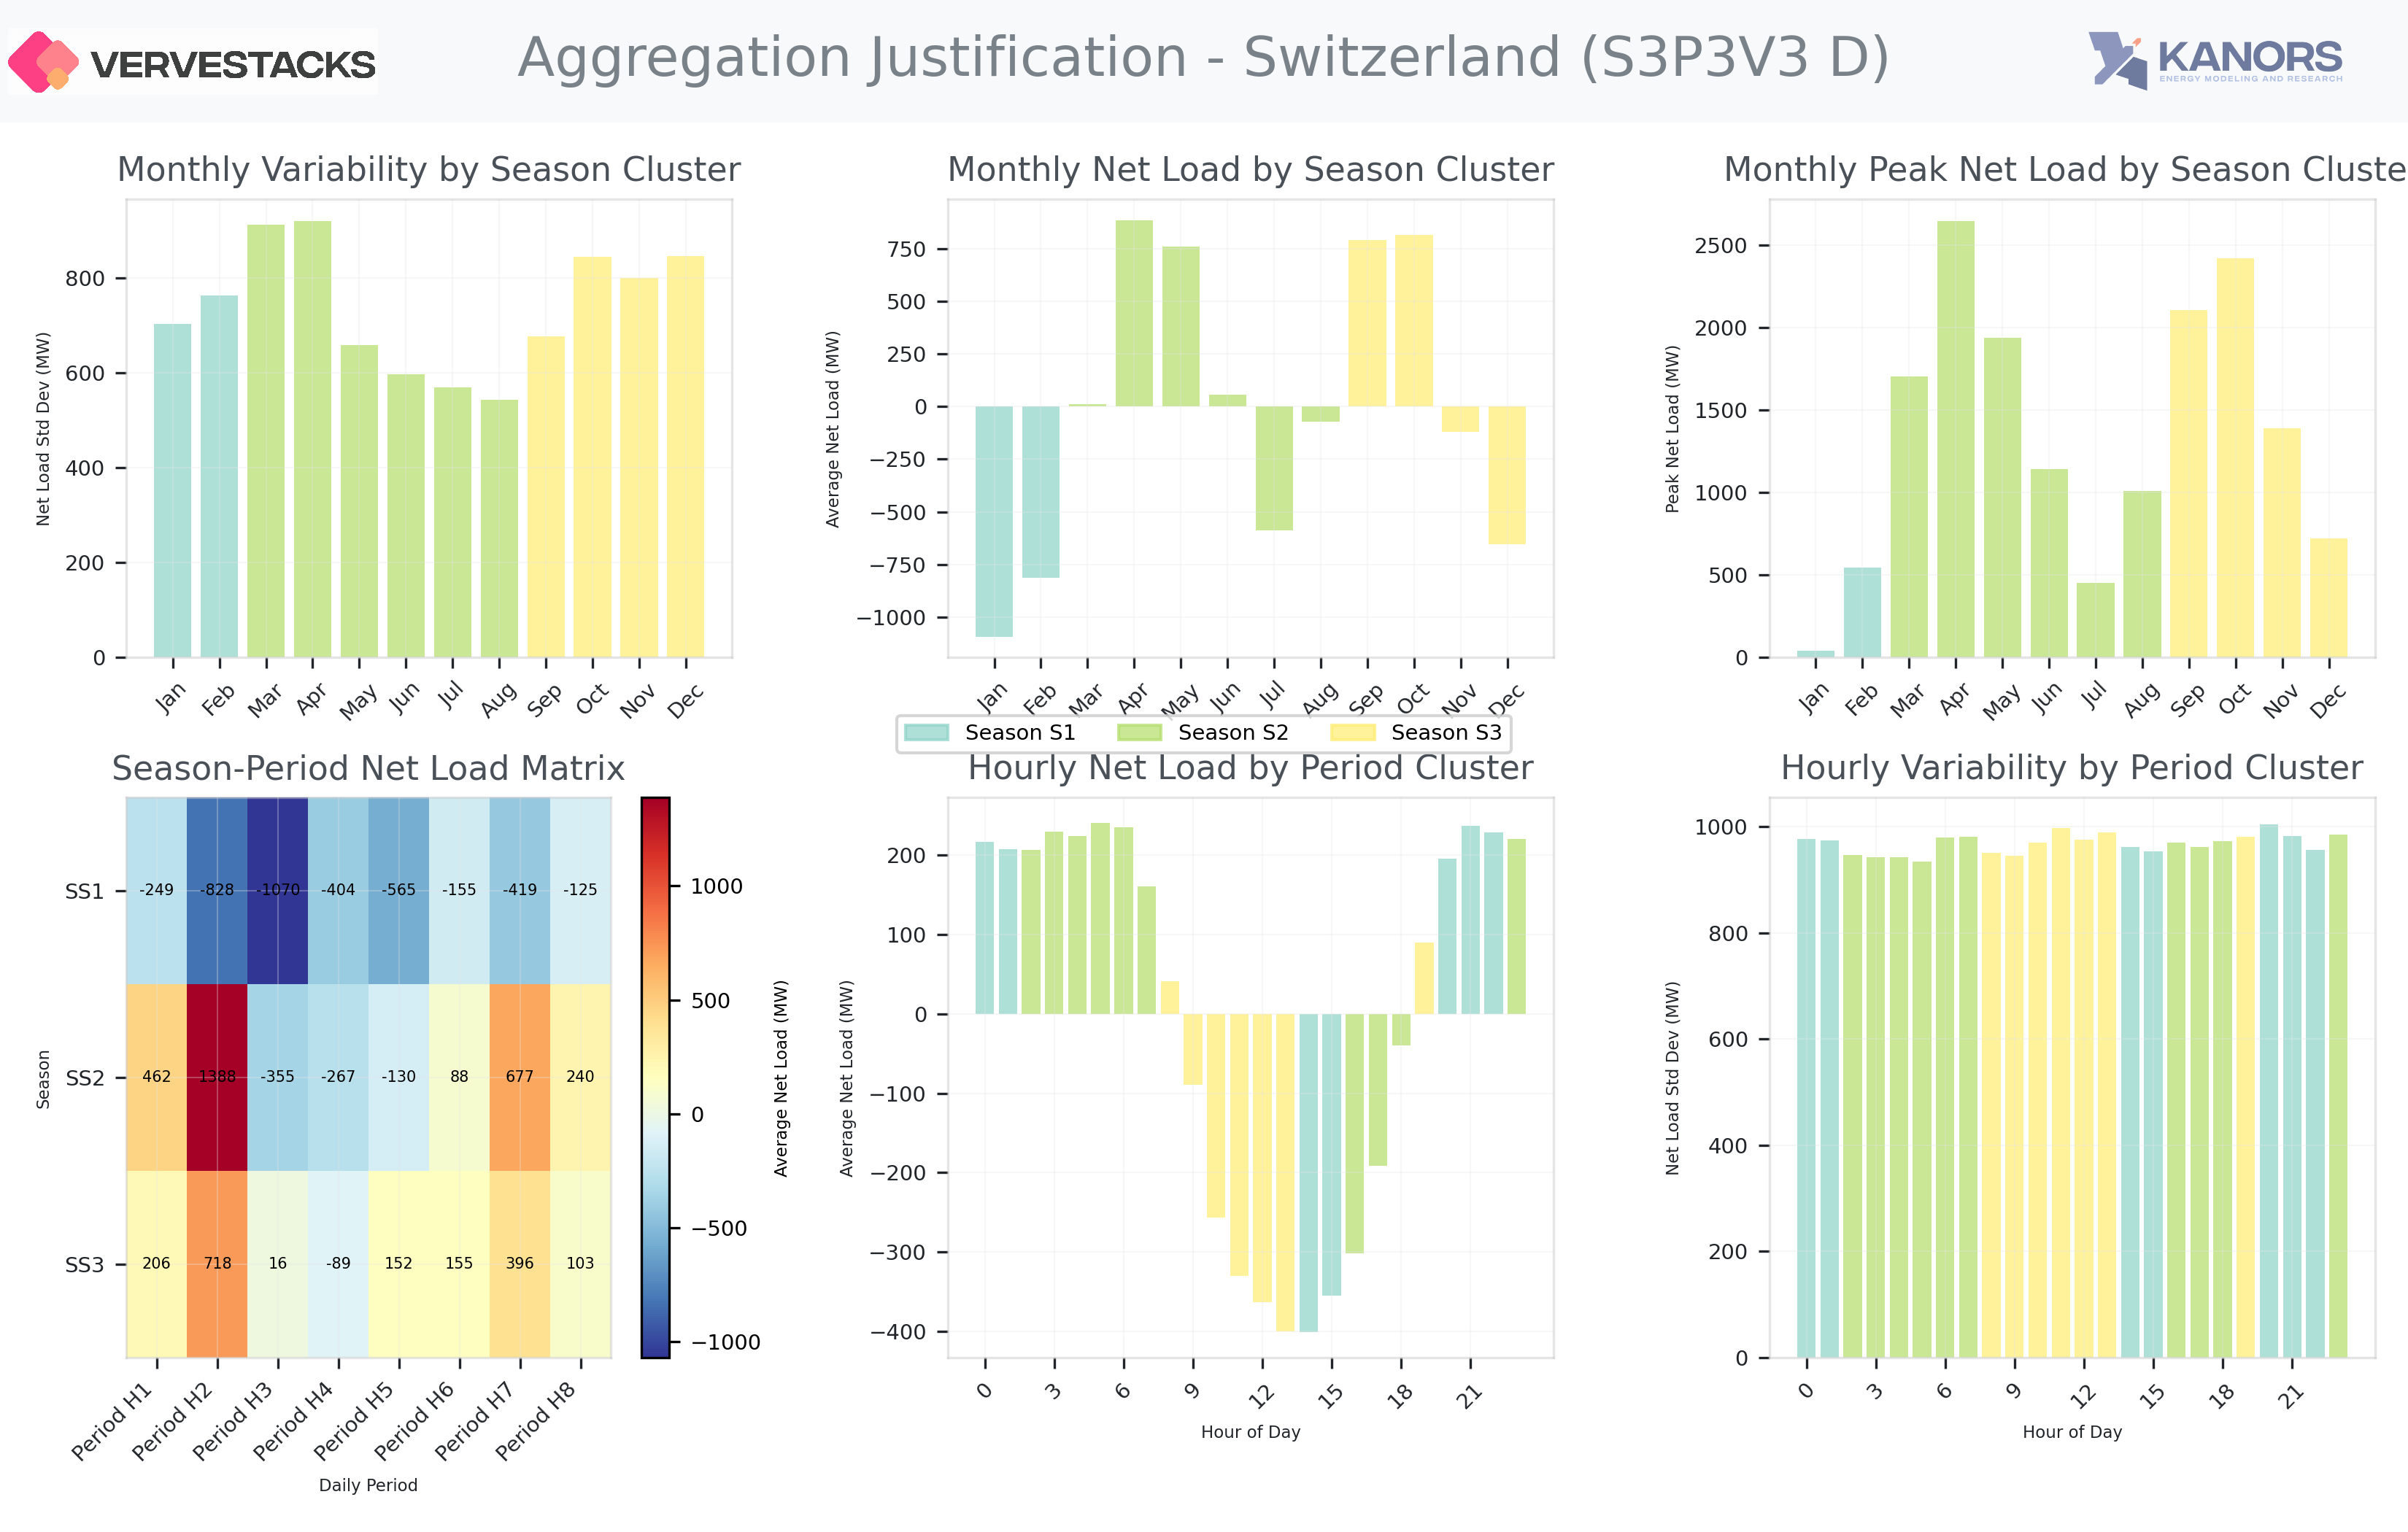 VERVESTACKS
Aggregation Justification - Switzerland (S3P3V3 D)
KANORS
ENERGY MODELING AND RESEARCH
Monthly Variability by Season Cluster
Net Load Std Dev (MW)
800
600
400
200
0
Jan Feb Mar Apr May Jun Jul Aug Sep Oct Nov Dec
Monthly Net Load by Season Cluster
Average Net Load (MW)
750
500
250
0
−250
−500
−750
−1000
Jan Feb Mar Apr May Jun Jul Aug Sep Oct Nov Dec
Monthly Peak Net Load by Season Cluste
Peak Net Load (MW)
2500
2000
1500
1000
500
0
Jan Feb Mar Apr May Jun Jul Aug Sep Oct Nov Dec
Season S1 Season S2 Season S3
Season-Period Net Load Matrix
Season
SS1 -249 -828 -1070 -404 -565 -155 -419 -125
SS2 462 1388 -355 -267 -130 88 677 240
SS3 206 718 16 -89 152 155 396 103
Period H1 Period H2 Period H3 Period H4 Period H5 Period H6 Period H7 Period H8
Daily Period
1000
500
0
−500
−1000
Average Net Load (MW)
Hourly Net Load by Period Cluster
Average Net Load (MW)
200
100
0
−100
−200
−300
−400
0 3 6 9 12 15 18 21
Hour of Day
Hourly Variability by Period Cluster
Net Load Std Dev (MW)
1000
800
600
400
200
0
0 3 6 9 12 15 18 21
Hour of Day